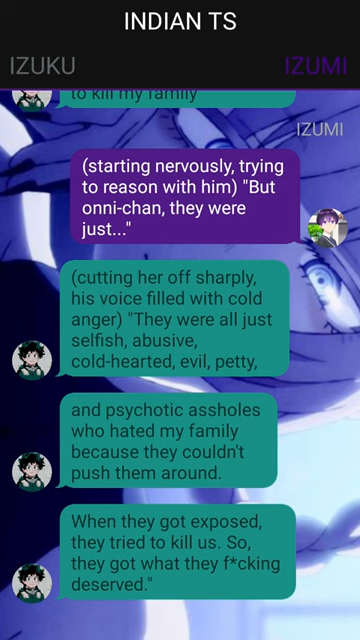 INDIAN TS
IZUKU
IZUMI
to kill my family
IZUMI
(starting nervously, trying
to reason with him) "But
onni-chan, they were
just..."
(cutting her off sharply,
his voice filled with cold
anger) "They were all just
selfish, abusive,
cold-hearted, evil, petty,
and psychotic assholes
who hated my family
because they couldn't
push them around.
When they got exposed,
they tried to kill us. So,
they got what they f*cking
deserved."